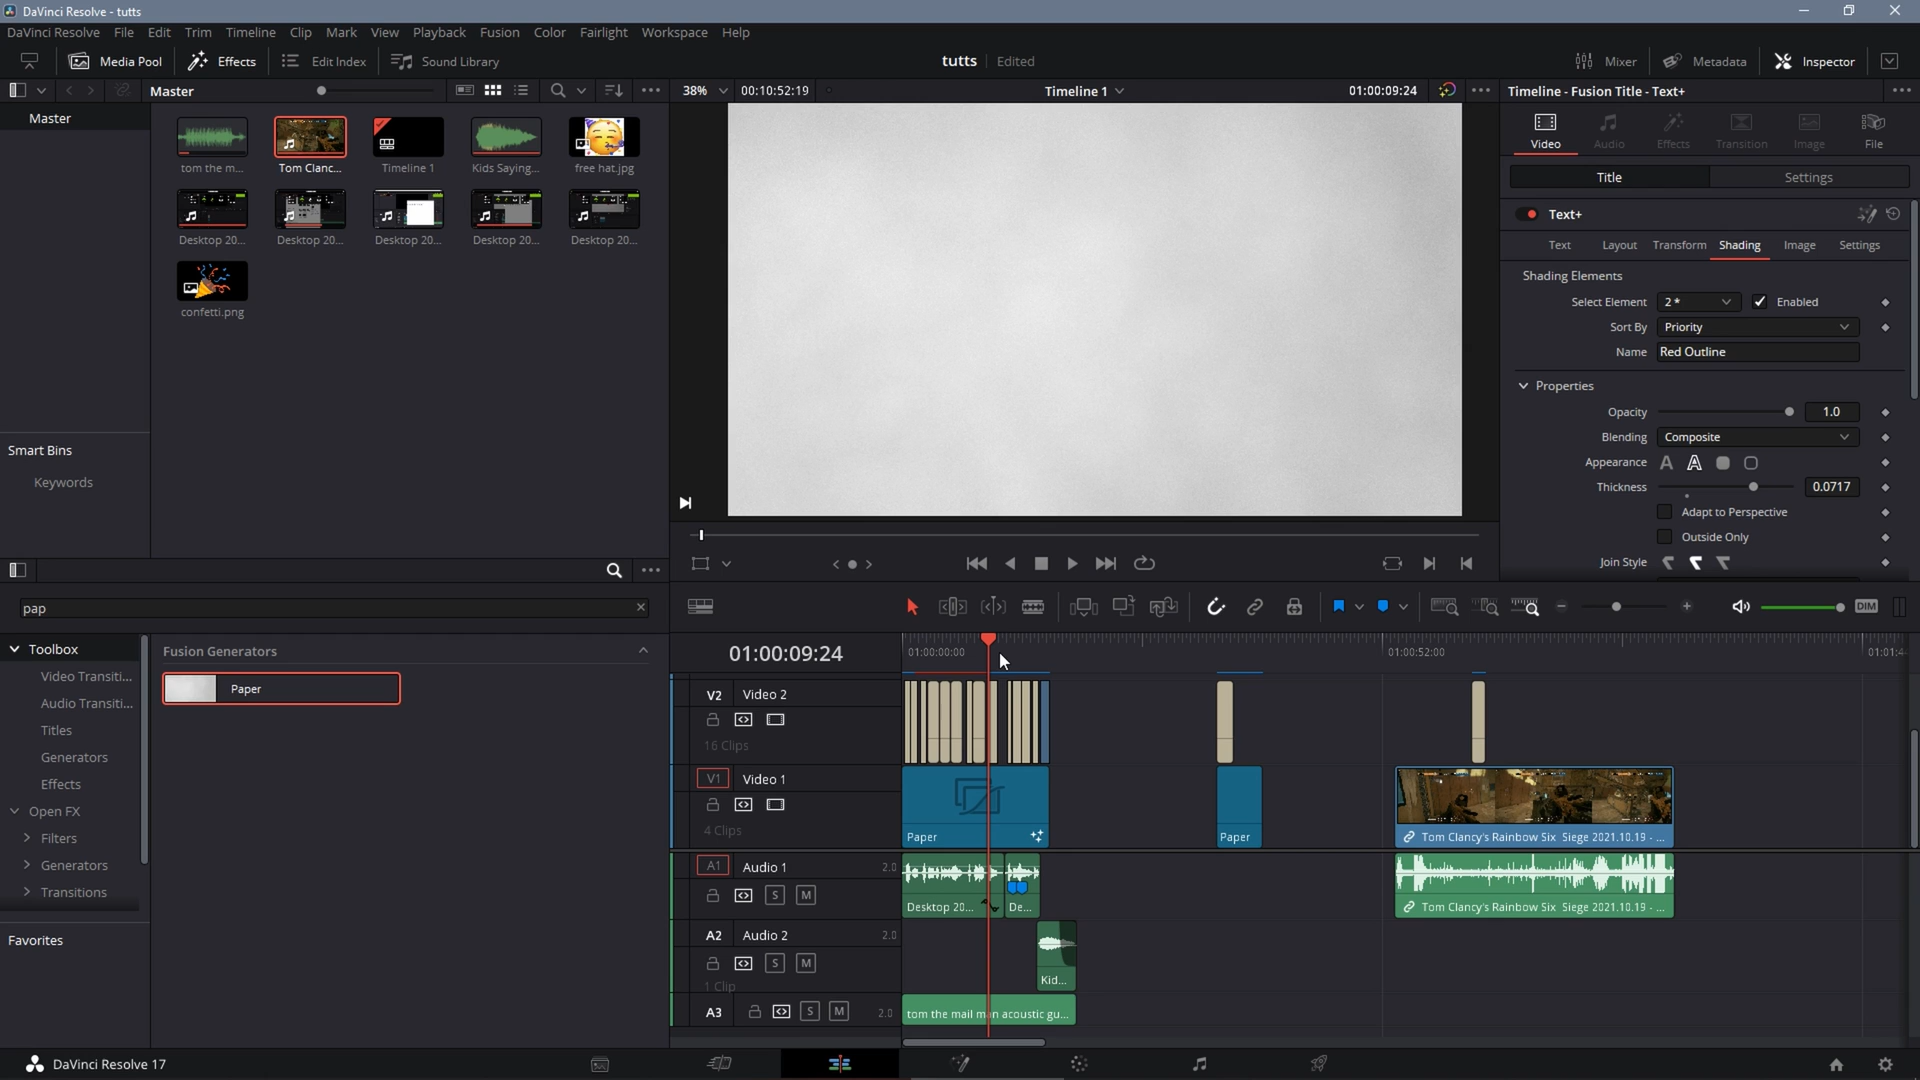 DaVinci Resolve - tutts
DaVinci Resolve File Edit Trim Timeline Clip Mark View Playback Fusion Color Fairlight Workspace Help
Media Pool Effects Edit Index Sound Library tutts Edited Mixer Metadata Inspector
Master 38% 00:10:52:19 Timeline 1 01:00:09:24 Timeline - Fusion Title - Text+
Master
tom the m... Tom Clanc... Timeline 1 Kids Saying... free hat.jpg
Desktop 20... Desktop 20... Desktop 20... Desktop 20... Desktop 20...
confetti.png
Smart Bins
Keywords
Video Audio Effects Transition Image File
Title Settings
Text+
Text Layout Transform Shading Image Settings
Shading Elements
Select Element 2 * Enabled
Sort By Priority
Name Red Outline
Properties
Opacity 1.0
Blending Composite
Appearance
Thickness 0.0717
Adapt to Perspective
Outside Only
Join Style
pap
Toolbox
Video Transiti...
Audio Transiti...
Titles
Generators
Effects
Open FX
Filters
Generators
Transitions
Favorites
Fusion Generators
Paper
DIM
01:00:09:24 01:00:00:00 01:00:52:00 01:01:4
V2 Video 2
16 Clips
V1 Video 1
4 Clips
Paper Paper Tom Clancy's Rainbow Six Siege 2021.10.19 - ...
A1 Audio 1 2.0
S M
Desktop 20... De... Tom Clancy's Rainbow Six Siege 2021.10.19 - ...
A2 Audio 2 2.0
S M
1 Clip Kid...
A3 S M 2.0 tom the mail man acoustic gu...
DaVinci Resolve 17